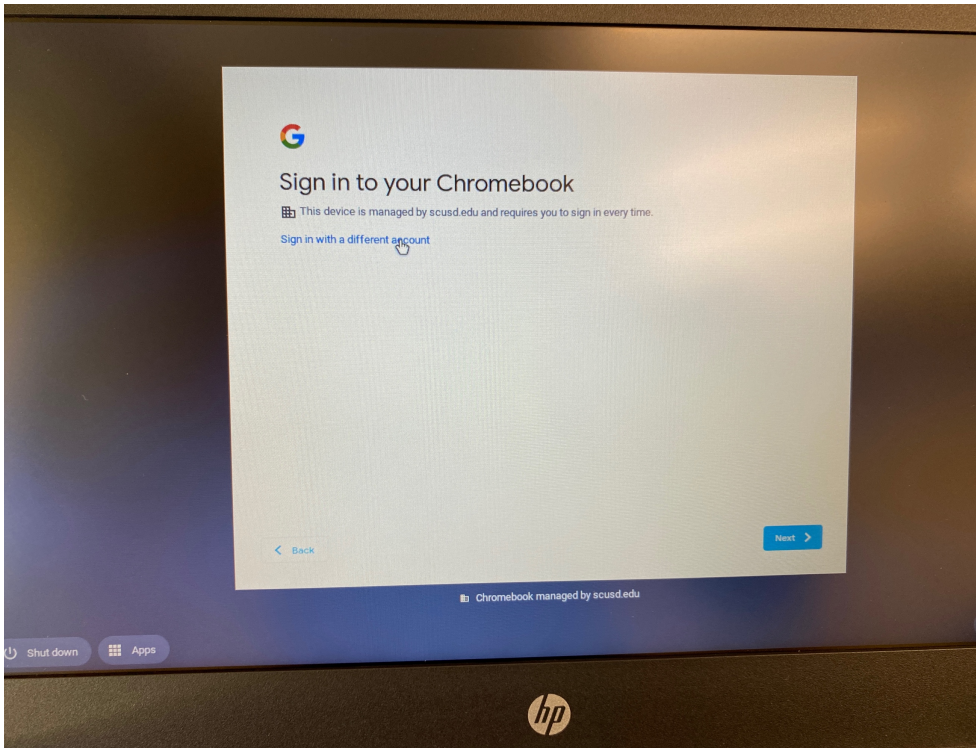 G
Sign in to your Chromebook
This device is managed by scusd.edu and requires you to sign in every time.
Sign in with a different account
Back
Next
Chromebook managed by scusd.edu
Shut down
Apps
hp